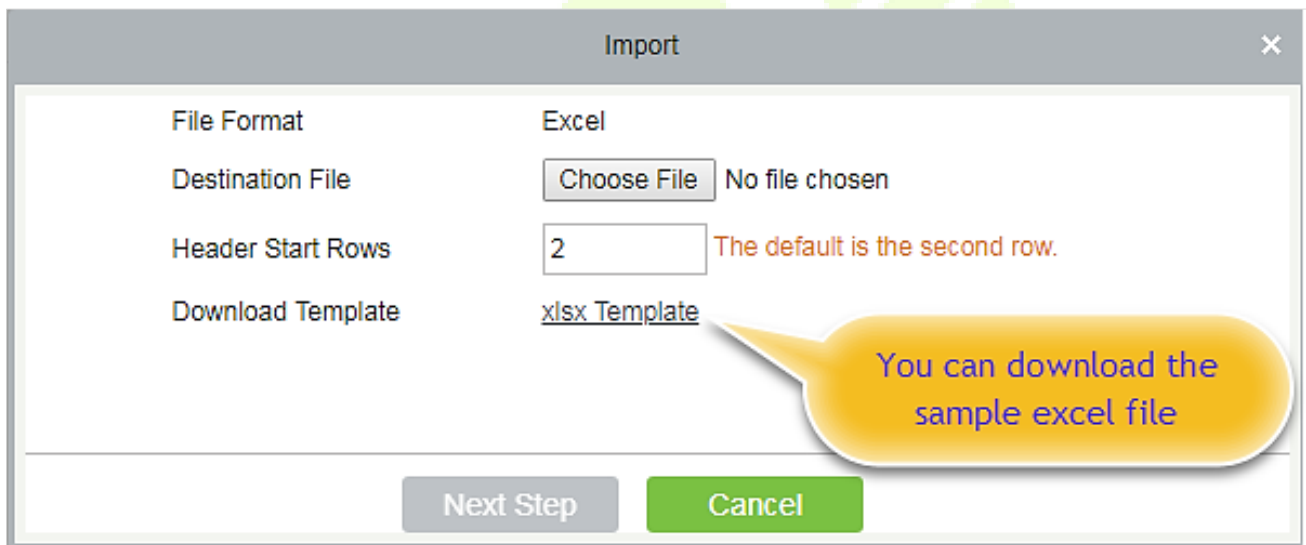 Import ×
File Format Excel
Destination File Choose File No file chosen
Header Start Rows 2 The default is the second row.
Download Template xlsx Template
You can download the
sample excel file
Next Step Cancel